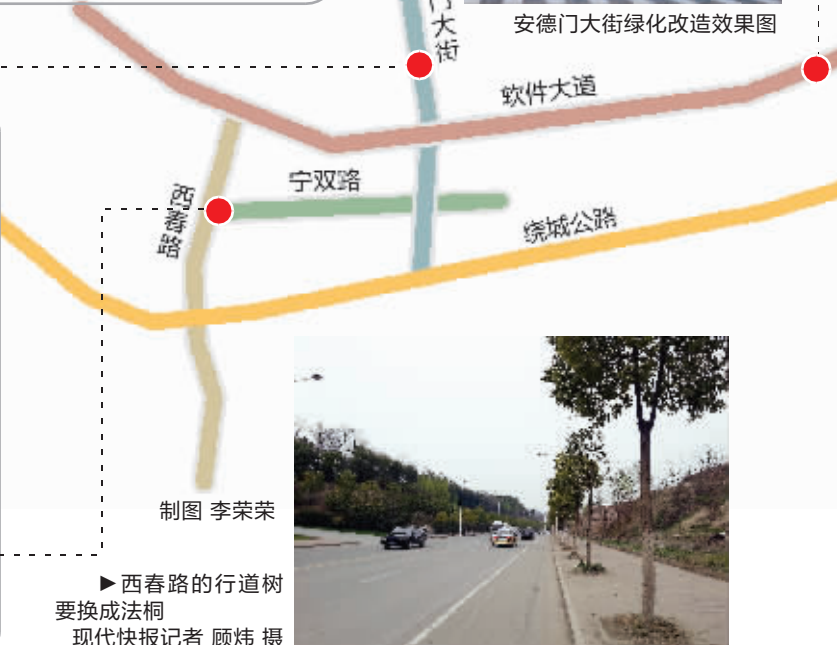 安德门大街绿化改造效果图
门大街
软件大道
宁双路
西春路
绕城公路
制图 李荣荣
▶西春路的行道树
要换成法桐
现代快报记者 顾炜 摄